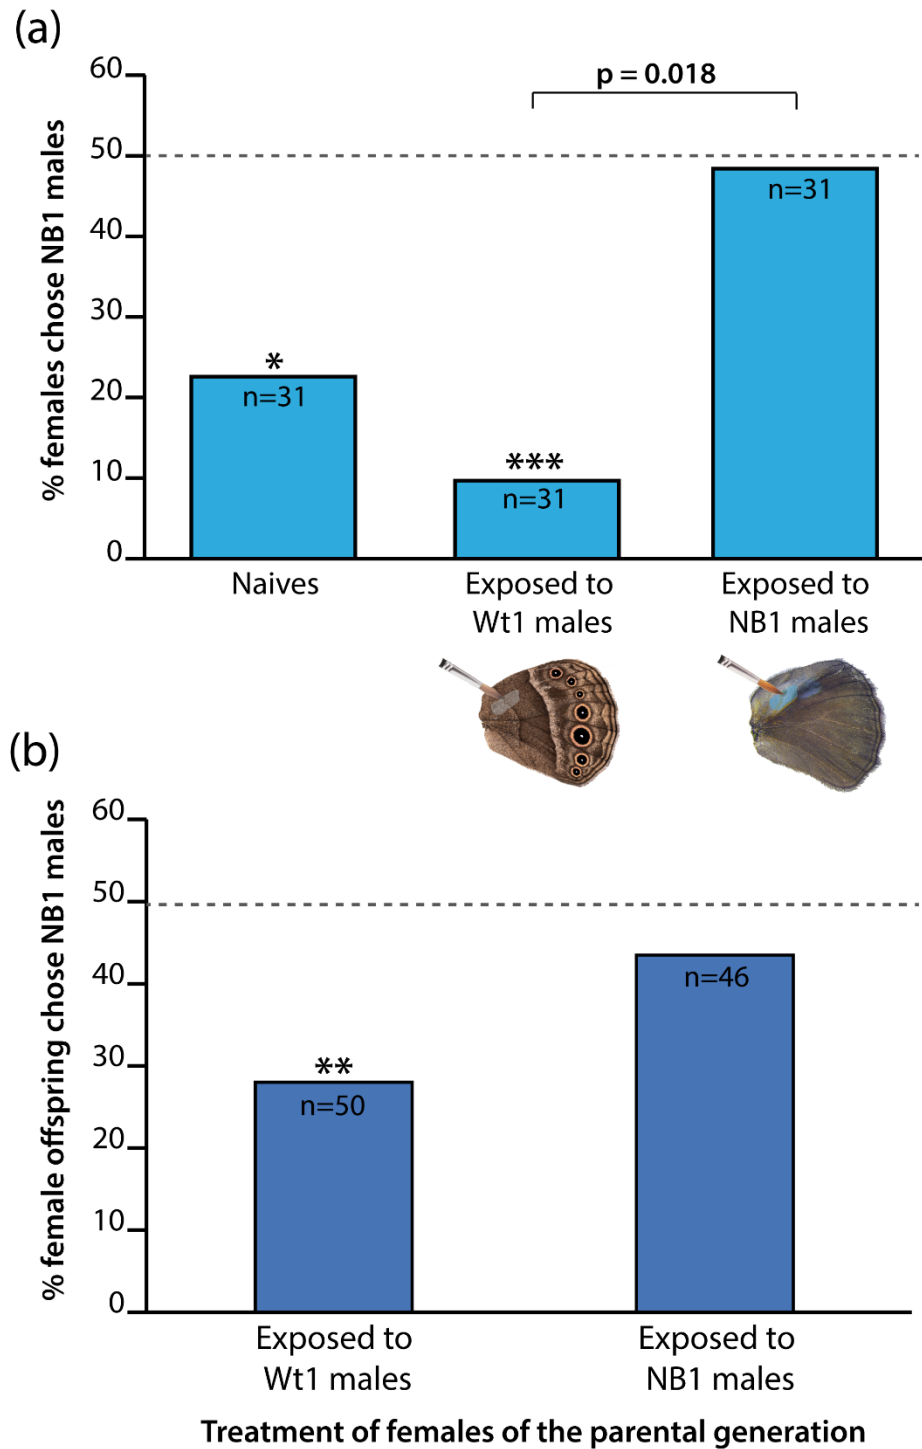 (a)
p = 0.018
% females chose NB1 males
60
50
40
30
20
10
0
*
n=31
***
n=31
n=31
Naives
Exposed to
Wt1 males
Exposed to
NB1 males
(b)
% female offspring chose NB1 males
60
50
40
30
20
10
0
**
n=50
n=46
Exposed to
Wt1 males
Exposed to
NB1 males
Treatment of females of the parental generation